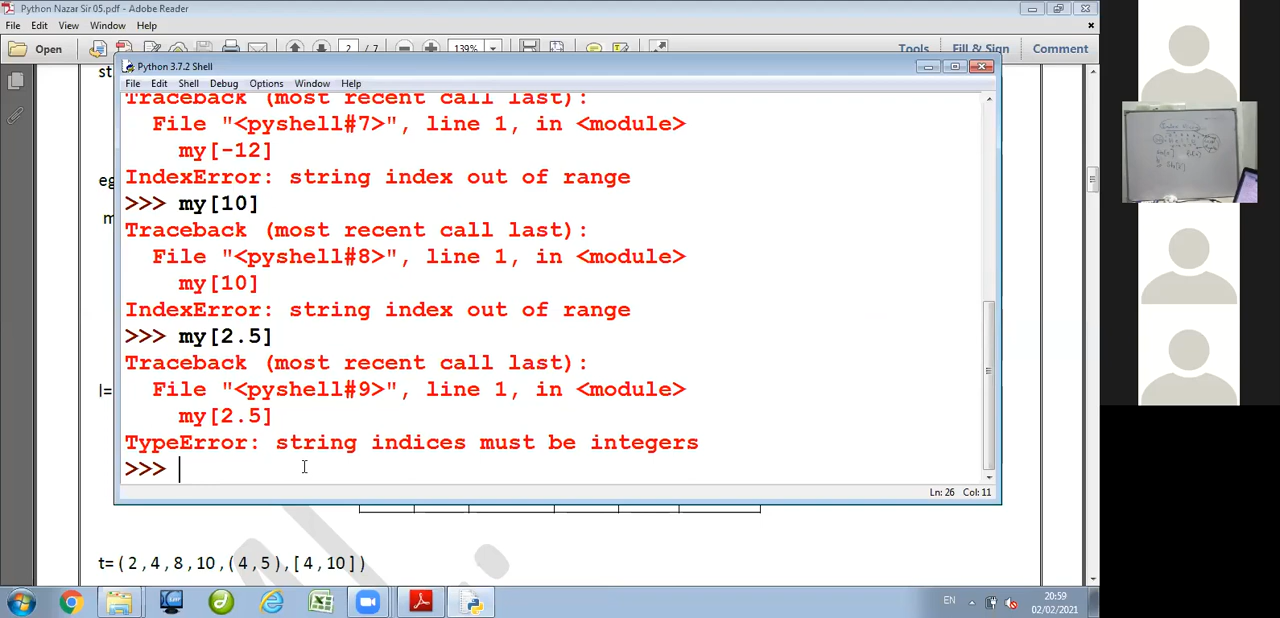 Python Nazar Sir 05.pdf - Adobe Reader
File Edit View Window Help
Open 2 / 7 139% Tools Fill & Sign Comment
st
Python 3.7.2 Shell
File Edit Shell Debug Options Window Help
Traceback (most recent call last):
File "<pyshell#7>", line 1, in <module>
my[-12]
IndexError: string index out of range
>>> my[10]
Traceback (most recent call last):
File "<pyshell#8>", line 1, in <module>
my[10]
IndexError: string index out of range
>>> my[2.5]
Traceback (most recent call last):
File "<pyshell#9>", line 1, in <module>
my[2.5]
TypeError: string indices must be integers
>>>
Ln: 26 Col: 11
eg
m
l=
t=(2,4,8,10,(4,5),[4,10])
EN
20:59
02/02/2021